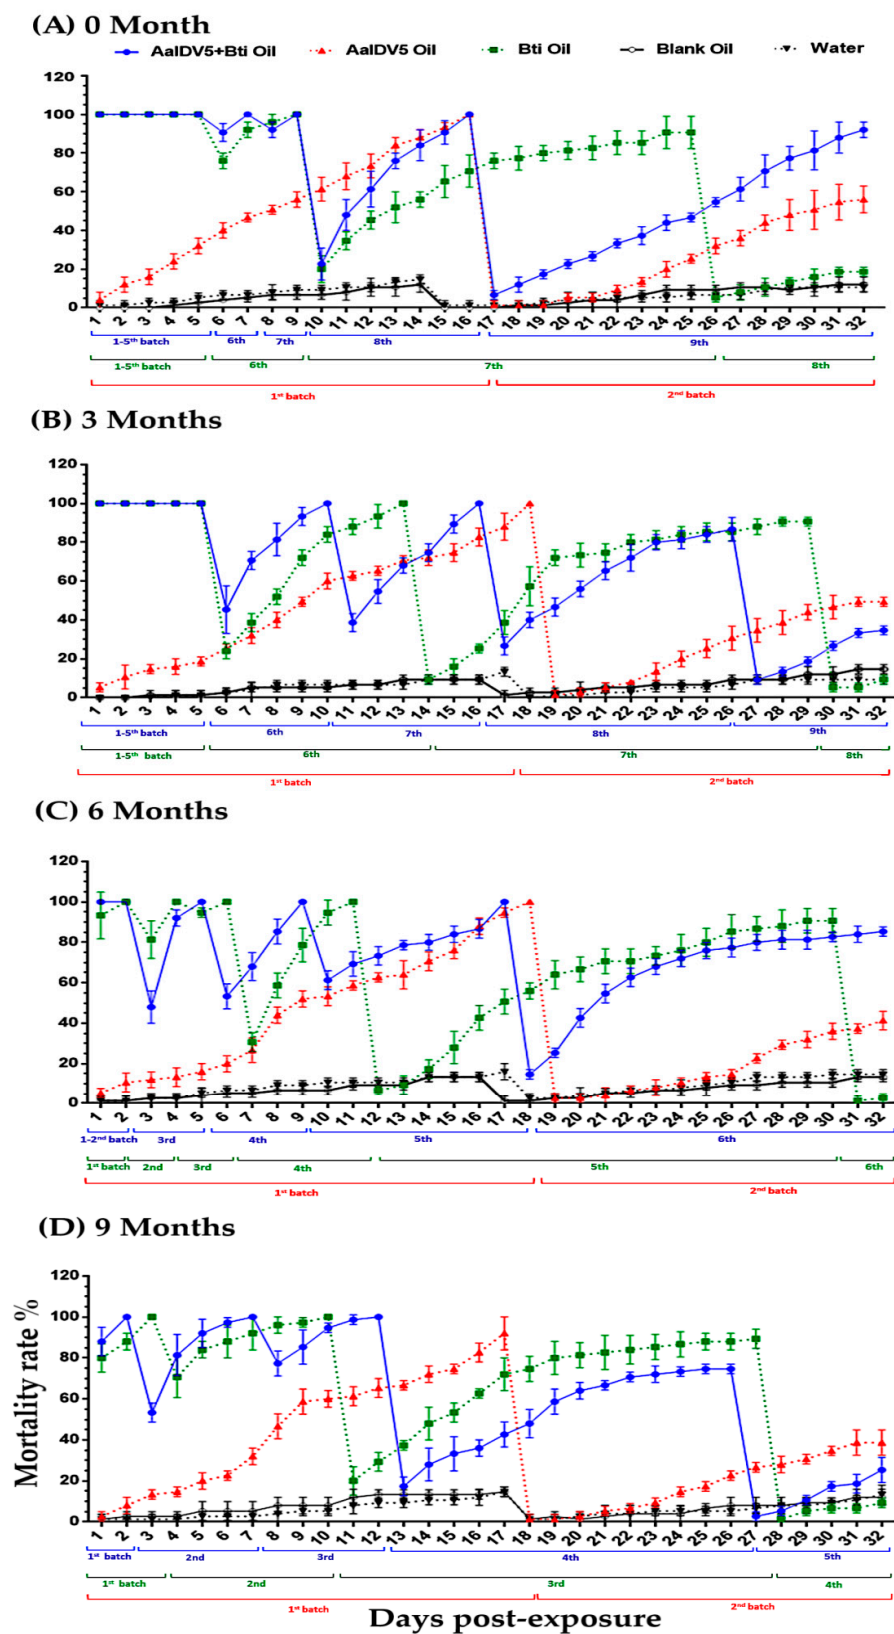 (A) 0 Month
AalDV5+Bti Oil AalDV5 Oil Bti Oil Blank Oil Water
120
100
80
60
40
20
0
1 2 3 4 5 6 7 8 9 10 11 12 13 14 15 16 17 18 19 20 21 22 23 24 25 26 27 28 29 30 31 32
1-5th batch 6th 7th 8th 9th
1-5th batch 6th 7th 8th
1st batch 2nd batch
(B) 3 Months
120
100
80
60
40
20
0
1 2 3 4 5 6 7 8 9 10 11 12 13 14 15 16 17 18 19 20 21 22 23 24 25 26 27 28 29 30 31 32
1-5th batch 6th 7th 8th 9th
1-5th batch 6th 7th 8th
1st batch 2nd batch
(C) 6 Months
120
100
80
60
40
20
0
1 2 3 4 5 6 7 8 9 10 11 12 13 14 15 16 17 18 19 20 21 22 23 24 25 26 27 28 29 30 31 32
1-2nd batch 3rd 4th 5th 6th
1st batch 2nd 3rd 4th 5th 6th
1st batch 2nd batch
(D) 9 Months
Mortality rate %
120
100
80
60
40
20
0
1 2 3 4 5 6 7 8 9 10 11 12 13 14 15 16 17 18 19 20 21 22 23 24 25 26 27 28 29 30 31 32
1st batch 2nd 3rd 4th 5th
1st batch 2nd 3rd 4th
1st batch 2nd batch
Days post-exposure